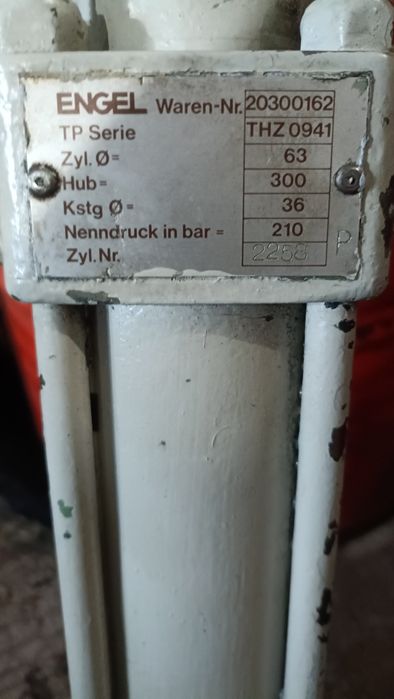 ENGEL Waren-Nr. 20300162
TP Serie THZ 0941
Zyl. Ø= 63
Hub= 300
Kstg Ø= 36
Nenndruck in bar = 210
Zyl. Nr. 2258 P